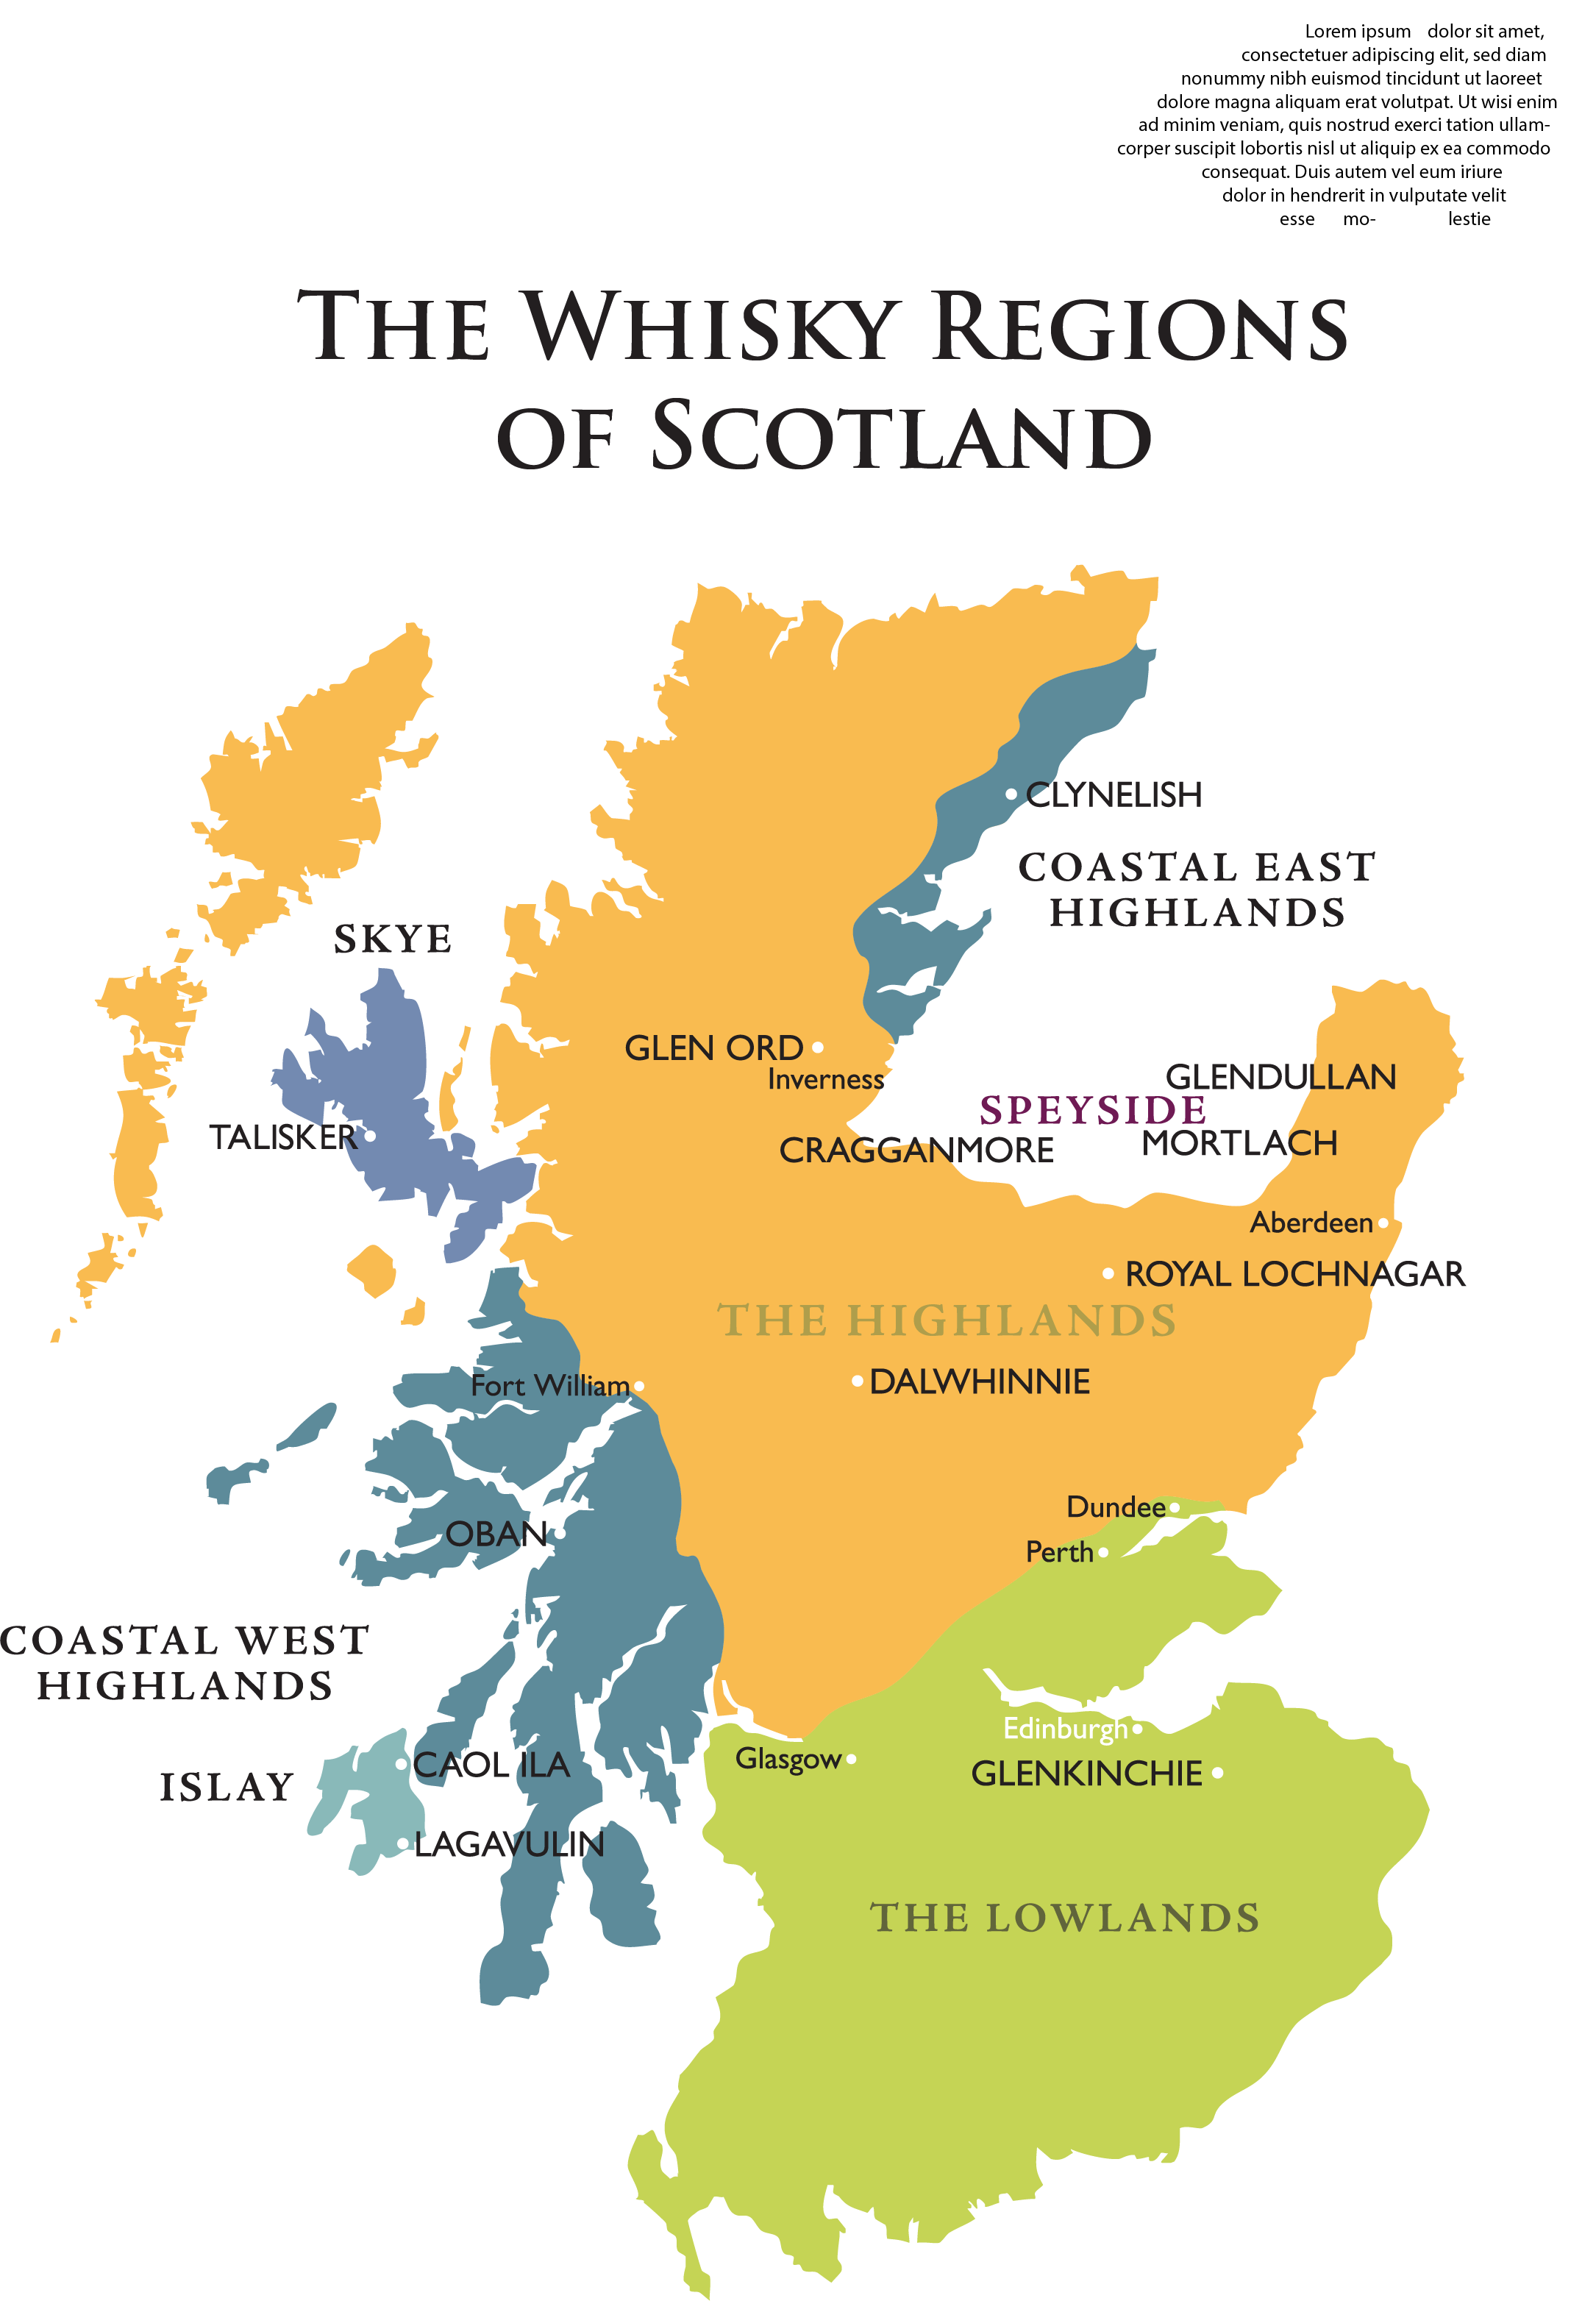 Lorem ipsum dolor sit amet,
consectetuer adipiscing elit, sed diam
nonummy nibh euismod tincidunt ut laoreet
dolore magna aliquam erat volutpat. Ut wisi enim
ad minim veniam, quis nostrud exerci tation ullam-
corper suscipit lobortis nisl ut aliquip ex ea commodo
consequat. Duis autem vel eum iriure
dolor in hendrerit in vulputate velit
esse mo- lestie
THE WHISKY REGIONS
OF SCOTLAND
CLYNELISH
COASTAL EAST
HIGHLANDS
SKYE
GLEN ORD
Inverness
GLENDULLAN
SPEYSIDE
TALISKER
CRAGGANMORE
MORTLACH
Aberdeen
ROYAL LOCHNAGAR
THE HIGHLANDS
Fort William
DALWHINNIE
Dundee
OBAN
Perth
COASTAL WEST
HIGHLANDS
Edinburgh
Glasgow
CAOL ILA
GLENKINCHIE
ISLAY
LAGAVULIN
THE LOWLANDS